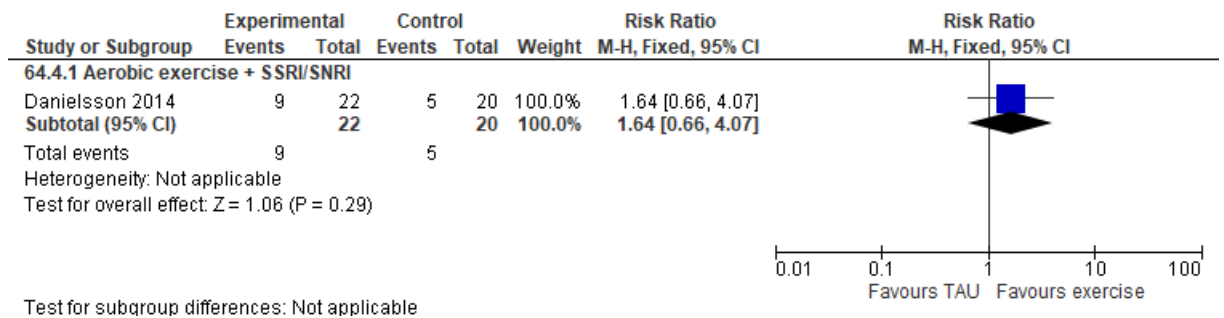 Experimental Control Risk Ratio Risk Ratio
Study or Subgroup Events Total Events Total Weight M-H, Fixed, 95% CI M-H, Fixed, 95% CI
64.4.1 Aerobic exercise + SSRI/SNRI
Danielsson 2014 9 22 5 20 100.0% 1.64 [0.66, 4.07]
Subtotal (95% CI) 22 20 100.0% 1.64 [0.66, 4.07]
Total events 9 5
Heterogeneity: Not applicable
Test for overall effect: Z = 1.06 (P = 0.29)
0.01 0.1 1 10 100
Favours TAU Favours exercise
Test for subgroup differences: Not applicable